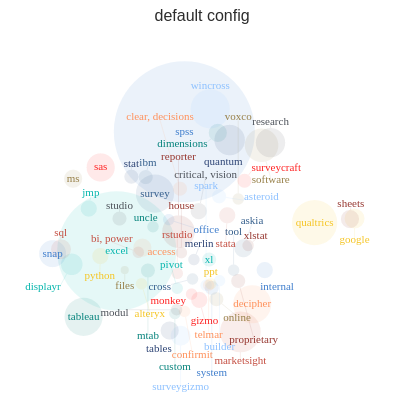 default config
wincross
clear, decisions
voxco
research
spss
dimensions
reporter
quantum
statibm
sas
surveycraft
critical, vision
ms
software
spark
jmp
survey
asteroid
studio
house
sheets
uncle
askia
qualtrics
sql
office
tool
rstudio
bi, power
xlstat
google
merlin
stata
excel
access
snap
xl
pivot
ppt
python
displayr
files
cross
internal
monkey
decipher
alteryx
modul
tableau
gizmo
online
mtab
telmar
proprietary
builder
tables
confirmit
marketsight
custom
system
surveygizmo